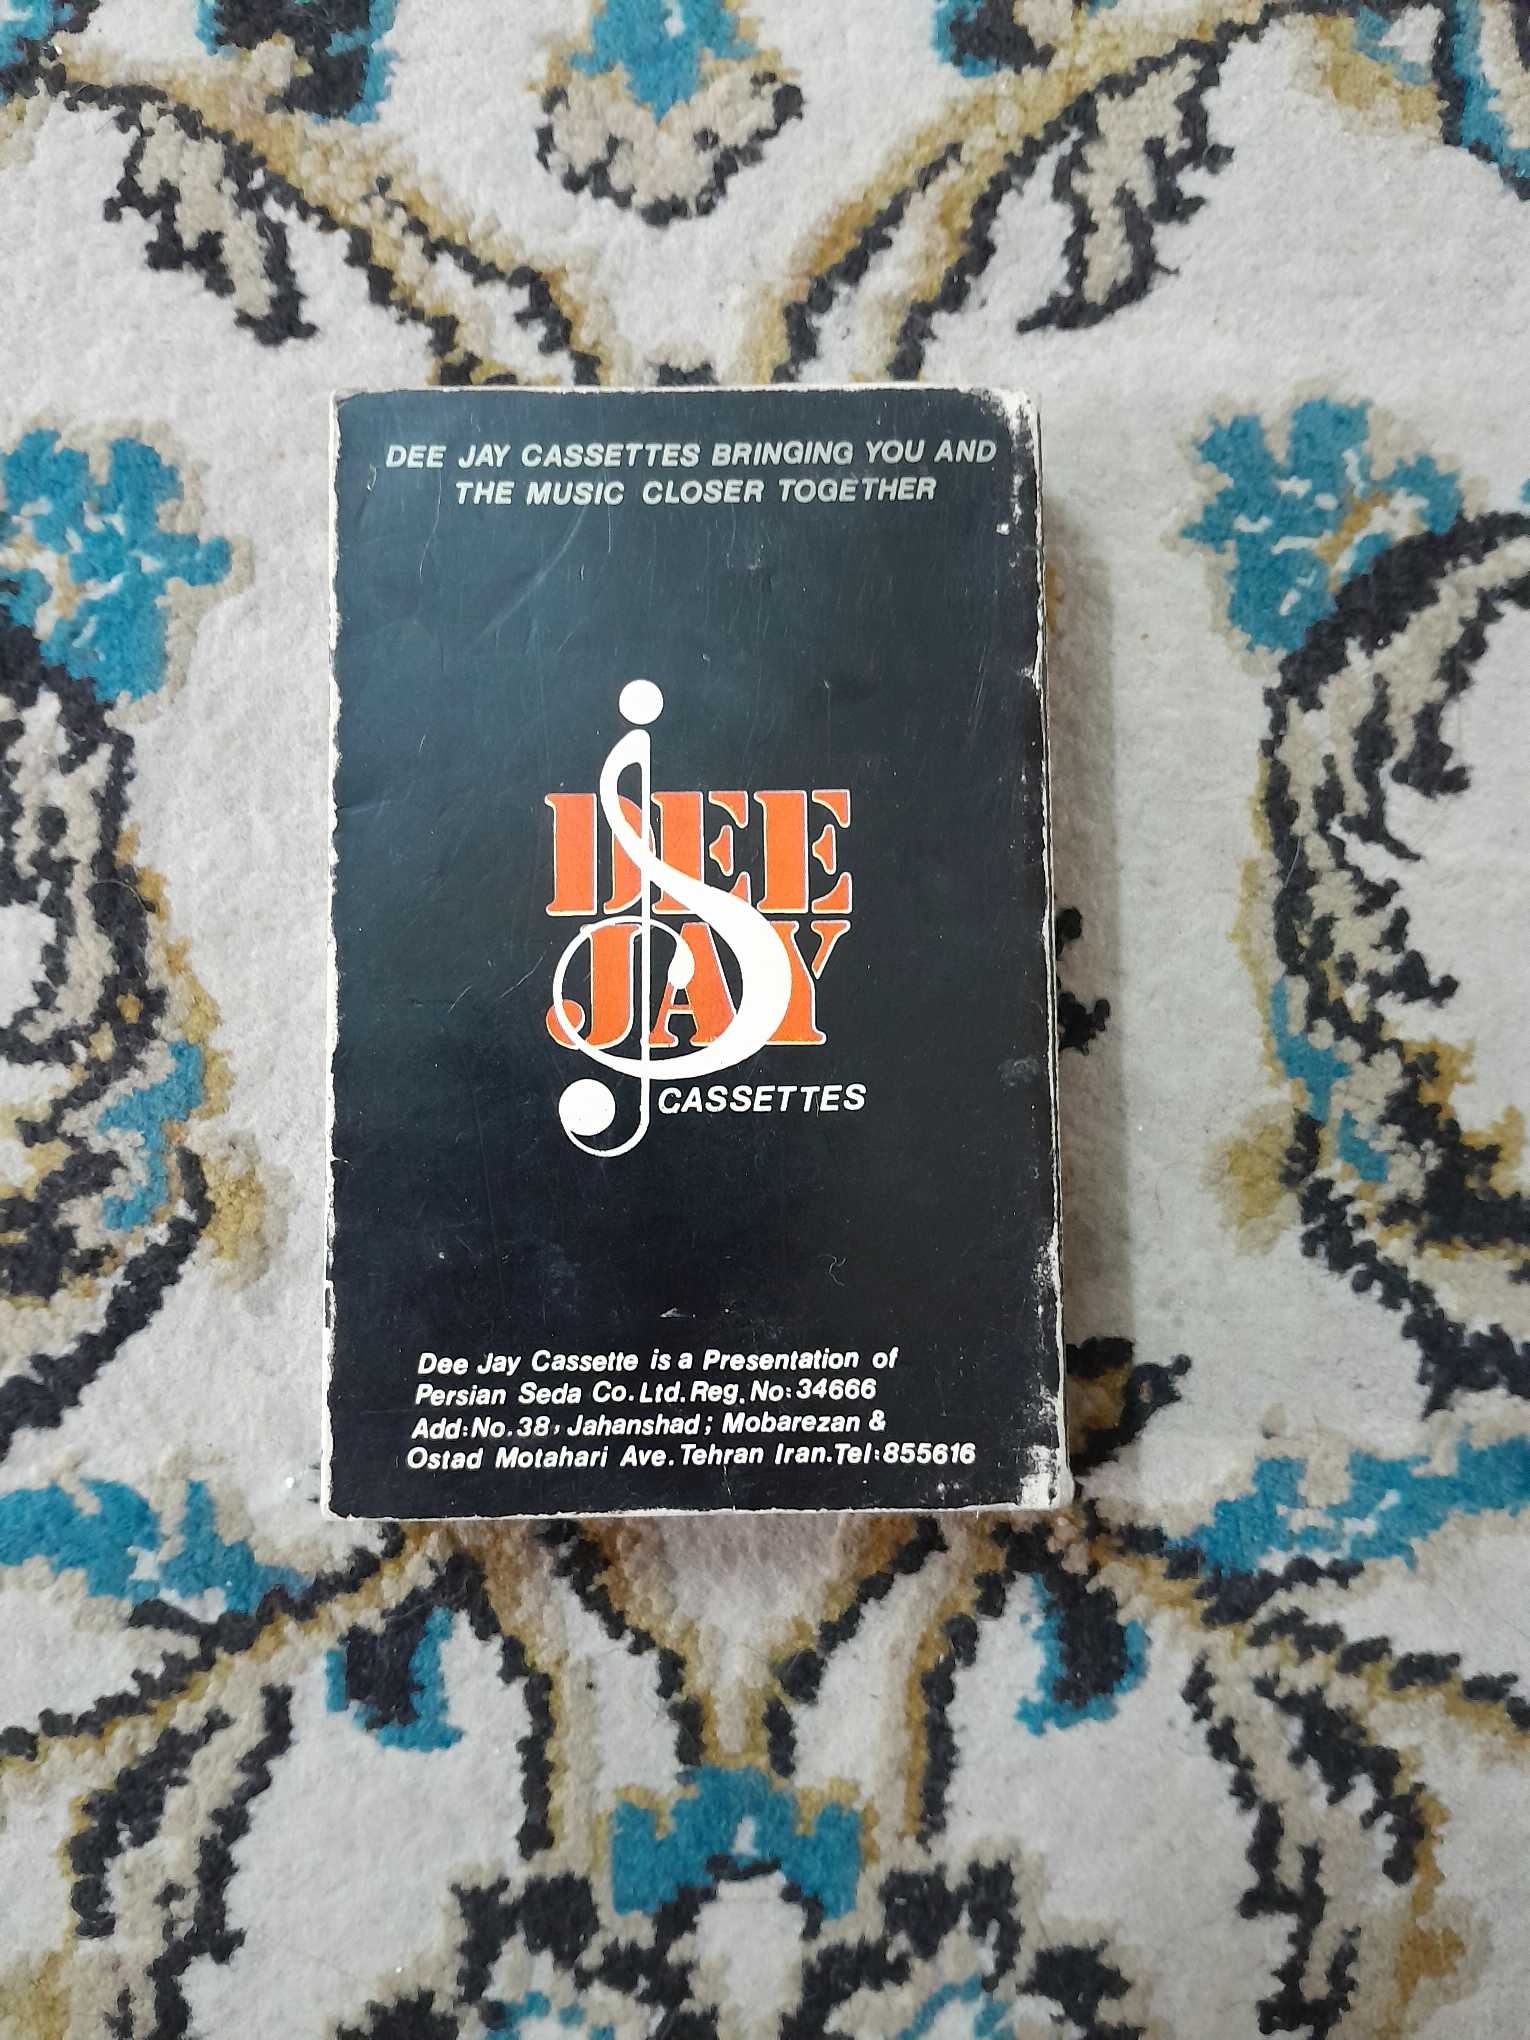 DEE JAY CASSETTES BRINGING YOU AND
THE MUSIC CLOSER TOGETHER
DEE
JAY
CASSETTES
Dee Jay Cassette is a Presentation of
Persian Seda Co. Ltd. Reg. No: 34666
Add: No. 38, Jahanshad; Mobarezan &
Ostad Motahari Ave. Tehran Iran. Tel: 855616